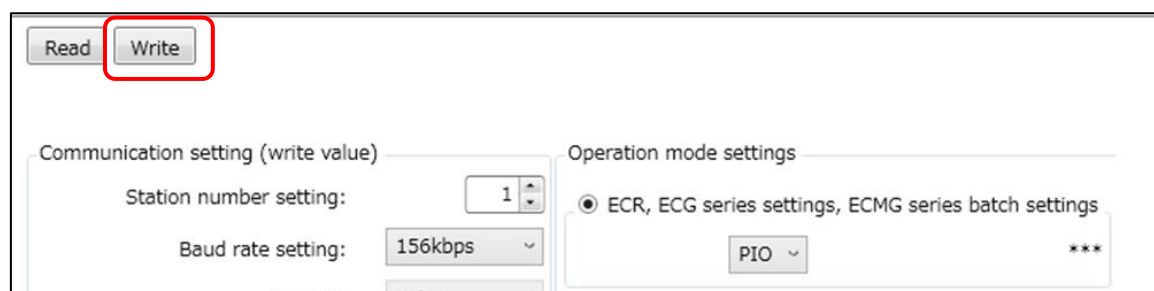 Read Write
Communication setting (write value)
Operation mode settings
Station number setting: 1
ECR, ECG series settings, ECMG series batch settings
Baud rate setting: 156kbps
PIO ***